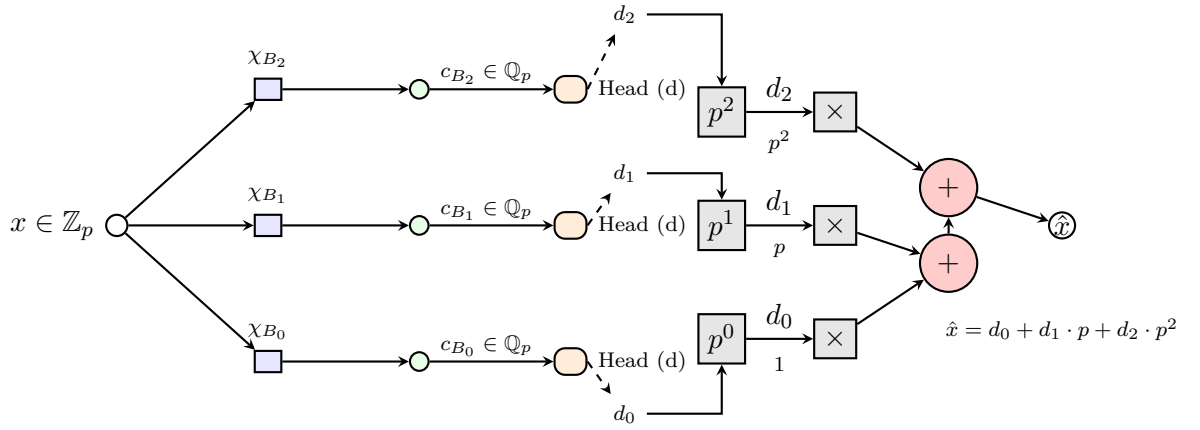 d₂
χ_{B₂}
c_{B₂} ∈ ℚ_p
Head (d)
p²
d₂
p²
×
+
x ∈ ℤ_p
χ_{B₁}
c_{B₁} ∈ ℚ_p
d₁
Head (d)
p¹
d₁
p
×
+
x̂
χ_{B₀}
c_{B₀} ∈ ℚ_p
Head (d)
d₀
p⁰
d₀
1
×
x̂ = d₀ + d₁ · p + d₂ · p²